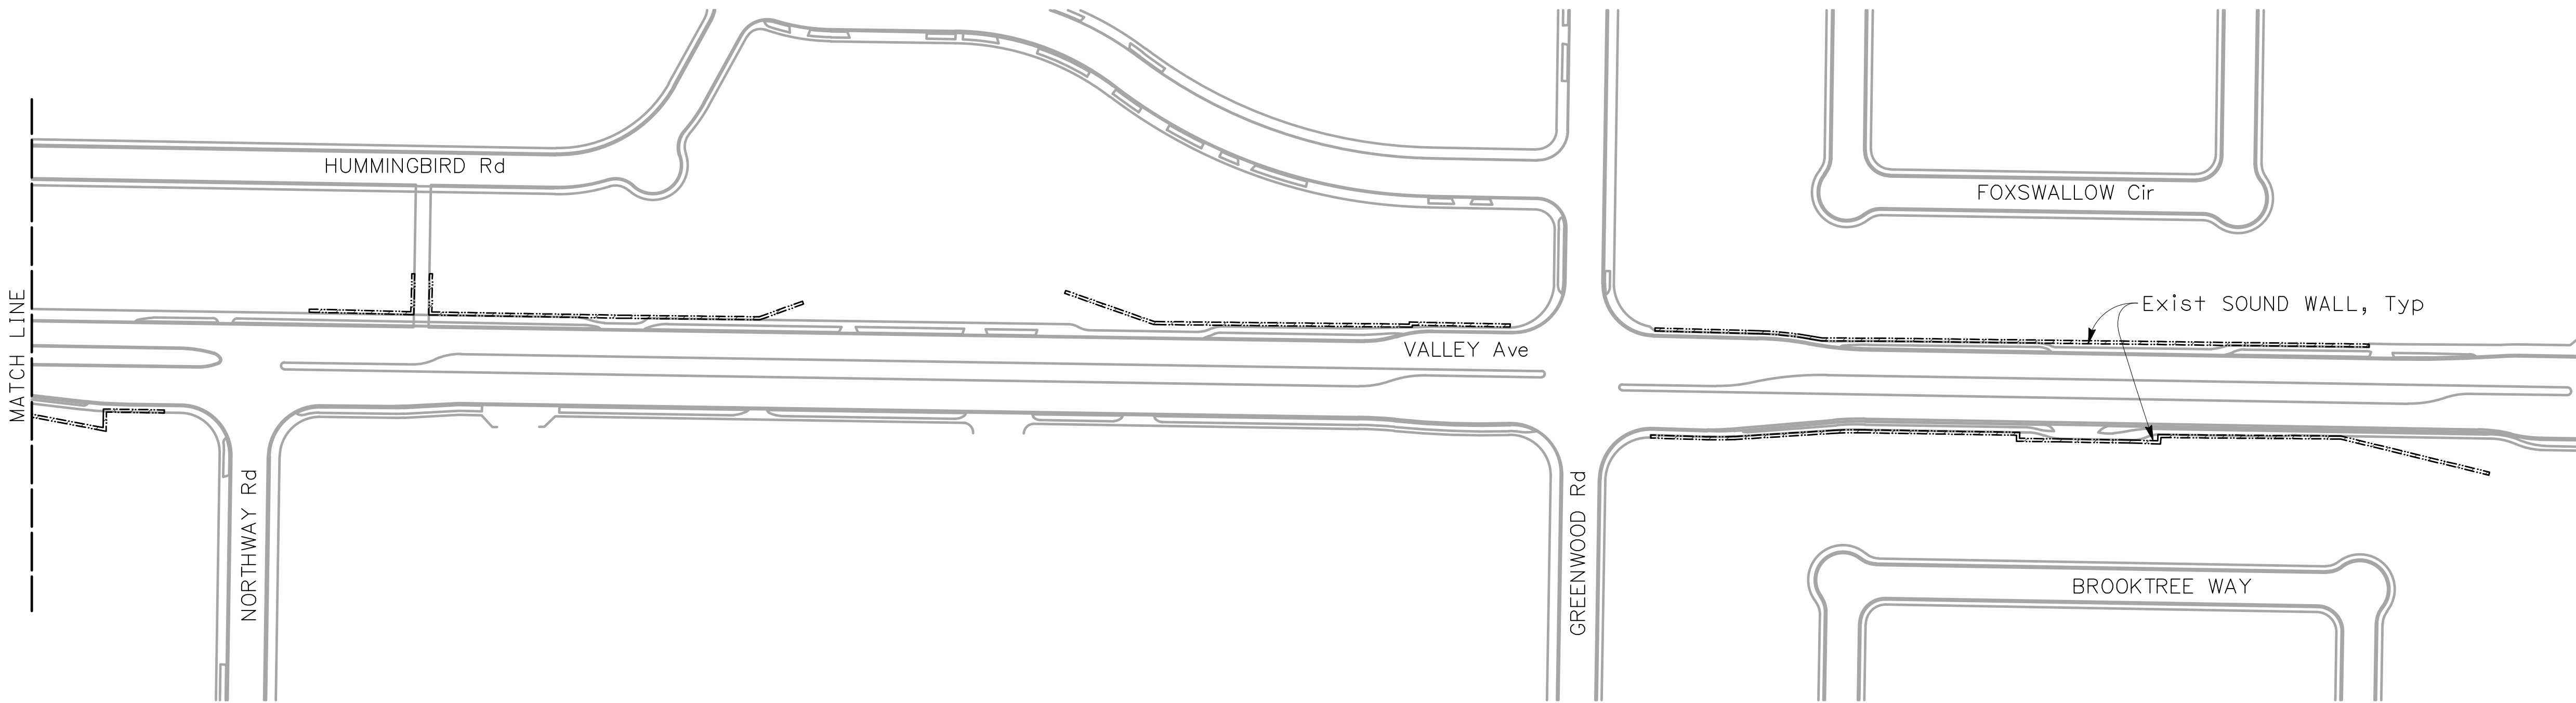 HUMMINGBIRD Rd
FOXSWALLOW Cir
MATCH LINE
Exist SOUND WALL, Typ
VALLEY Ave
NORTHWAY Rd
GREENWOOD Rd
BROOKTREE WAY